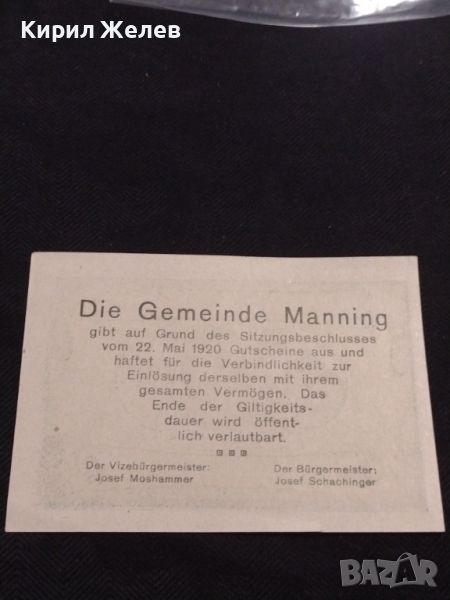 Кирил Желев
Die Gemeinde Manning
gibt auf Grund des Sitzungsbeschlusses
vom 22. Mai 1920 Gutscheine aus und
haftet für die Verbindlichkeit zur
Einlösung derselben mit ihrem
gesamten Vermögen. Das
Ende der Giltigkeits-
dauer wird öffent-
lich verlautbart.
Der Vizebürgermeister: Der Bürgermeister:
Josef Moshammer Josef Schachinger
BAZAR